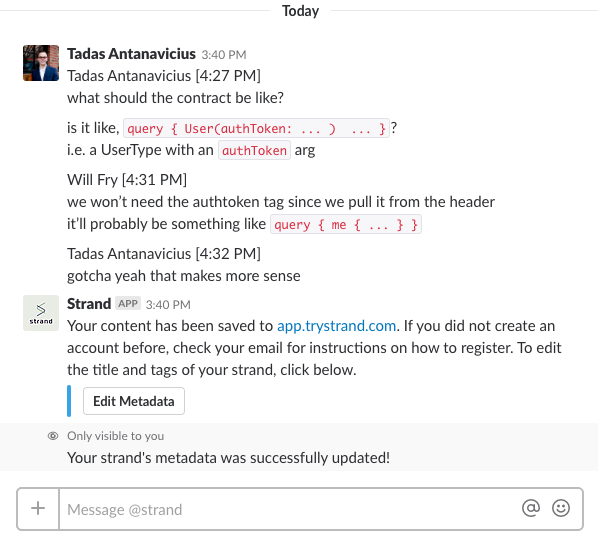 Today
Tadas Antanavicius 3:40 PM
Tadas Antanavicius [4:27 PM]
what should the contract be like?
is it like, query { User(authToken: ... )  ... } ?
i.e. a UserType with an authToken arg
Will Fry [4:31 PM]
we won’t need the authtoken tag since we pull it from the header
it’ll probably be something like query { me { ... } }
Tadas Antanavicius [4:32 PM]
gotcha yeah that makes more sense
strand
Strand APP 3:40 PM
Your content has been saved to app.trystrand.com. If you did not create an
account before, check your email for instructions on how to register. To edit
the title and tags of your strand, click below.
Edit Metadata
Only visible to you
Your strand's metadata was successfully updated!
+ Message @strand @